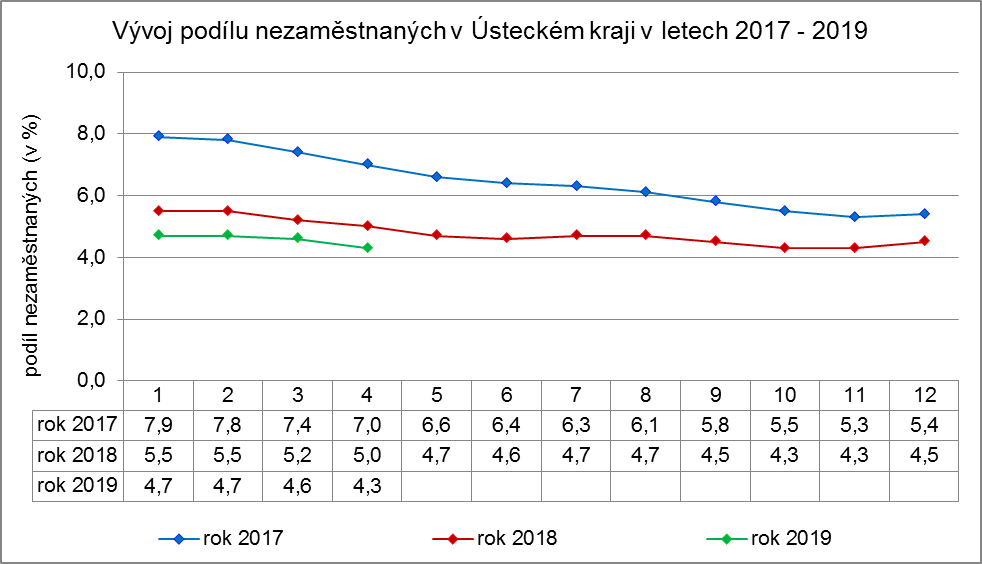 Vývoj podílu nezaměstnaných v Ústeckém kraji v letech 2017 - 2019
podíl nezaměstnaných (v %)
10,0
8,0
6,0
4,0
2,0
0,0
1 2 3 4 5 6 7 8 9 10 11 12
rok 2017 7,9 7,8 7,4 7,0 6,6 6,4 6,3 6,1 5,8 5,5 5,3 5,4
rok 2018 5,5 5,5 5,2 5,0 4,7 4,6 4,7 4,7 4,5 4,3 4,3 4,5
rok 2019 4,7 4,7 4,6 4,3
rok 2017 rok 2018 rok 2019